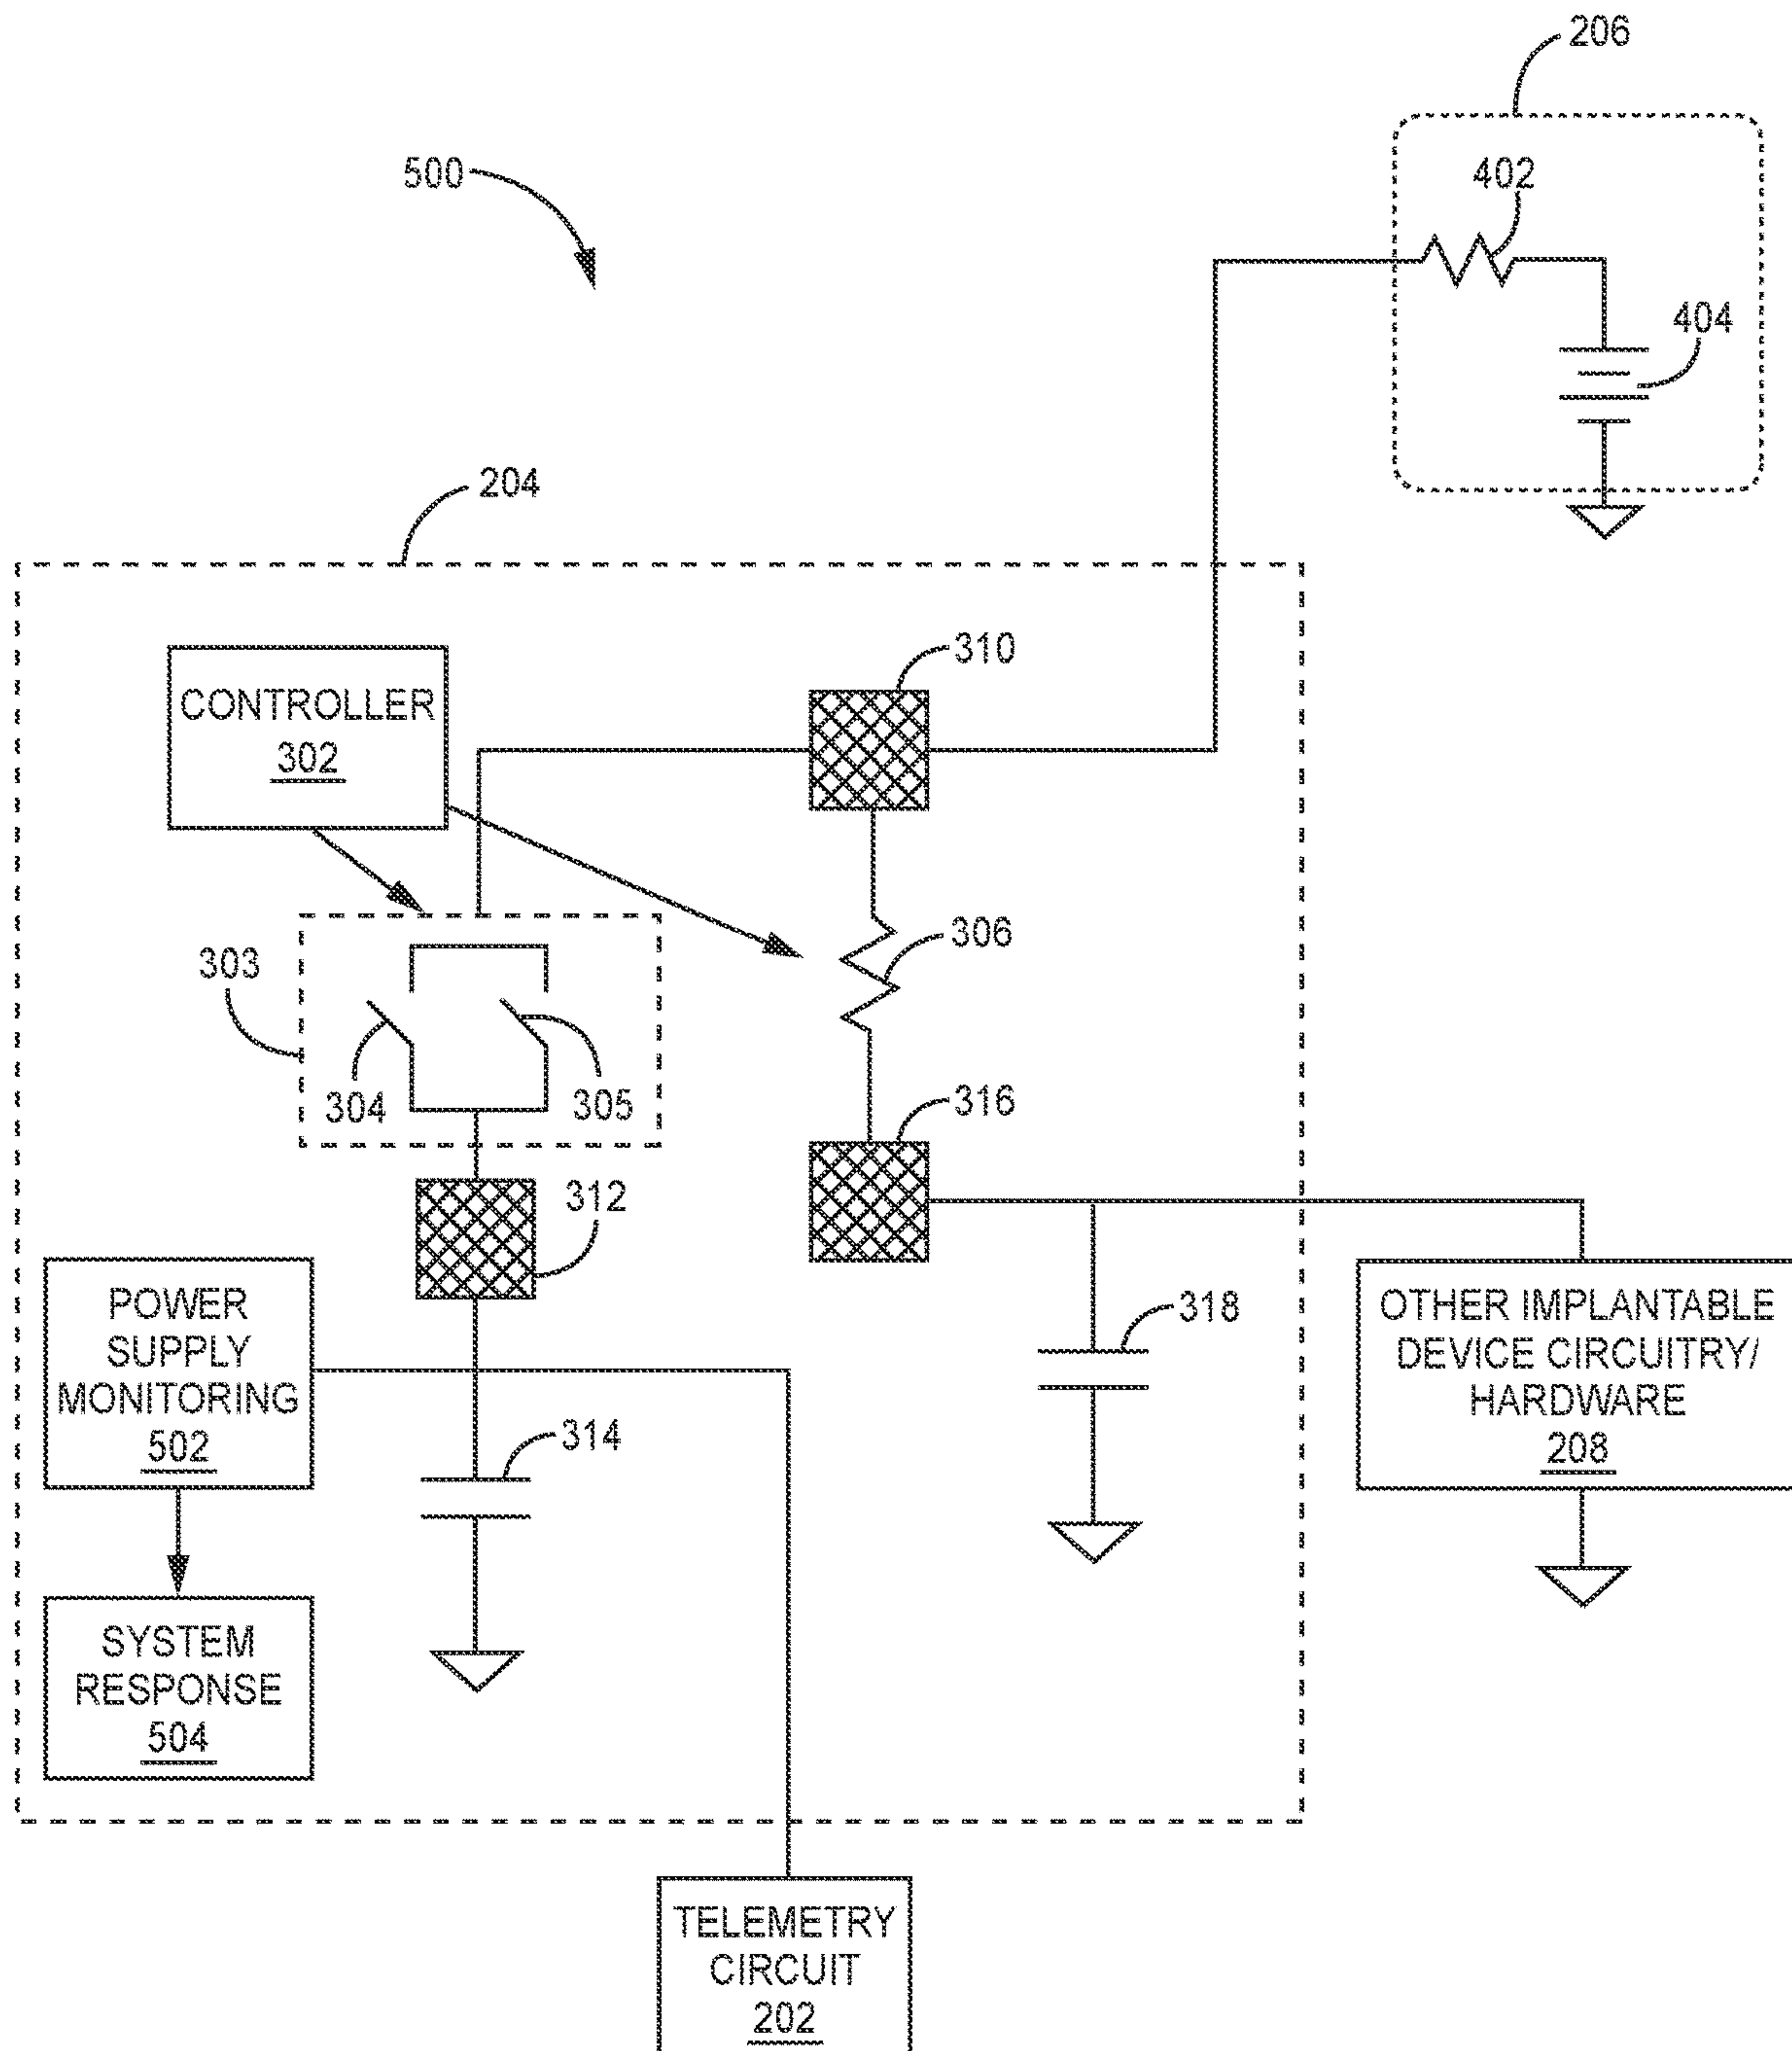 206
500
402
404
204
310
CONTROLLER
302
306
303
304
305
316
312
318
POWER
SUPPLY
MONITORING
502
OTHER IMPLANTABLE
DEVICE CIRCUITRY/
HARDWARE
208
314
SYSTEM
RESPONSE
504
TELEMETRY
CIRCUIT
202